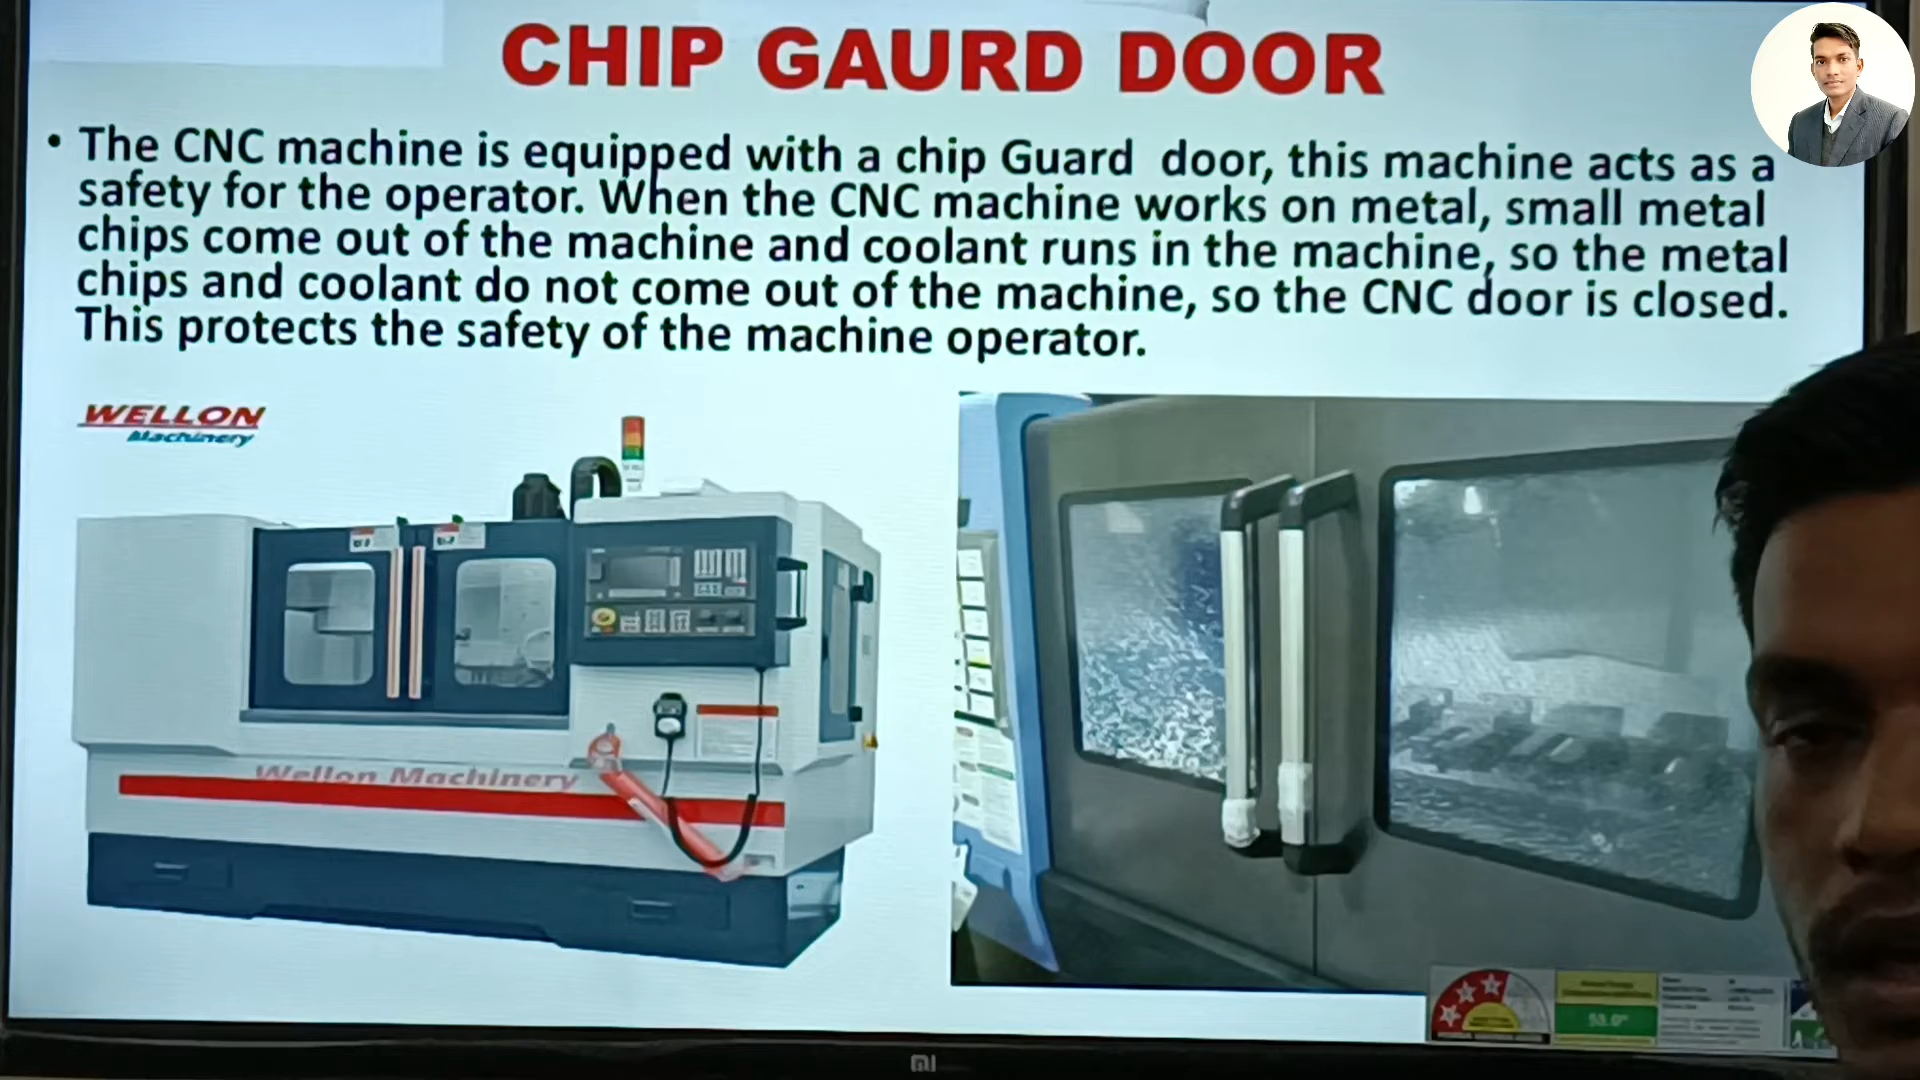 CHIP GAURD DOOR
• The CNC machine is equipped with a chip Guard door, this machine acts as a
safety for the operator. When the CNC machine works on metal, small metal
chips come out of the machine and coolant runs in the machine, so the metal
chips and coolant do not come out of the machine, so the CNC door is closed.
This protects the safety of the machine operator.
WELLON
Machinery
Wellon Machinery
mi